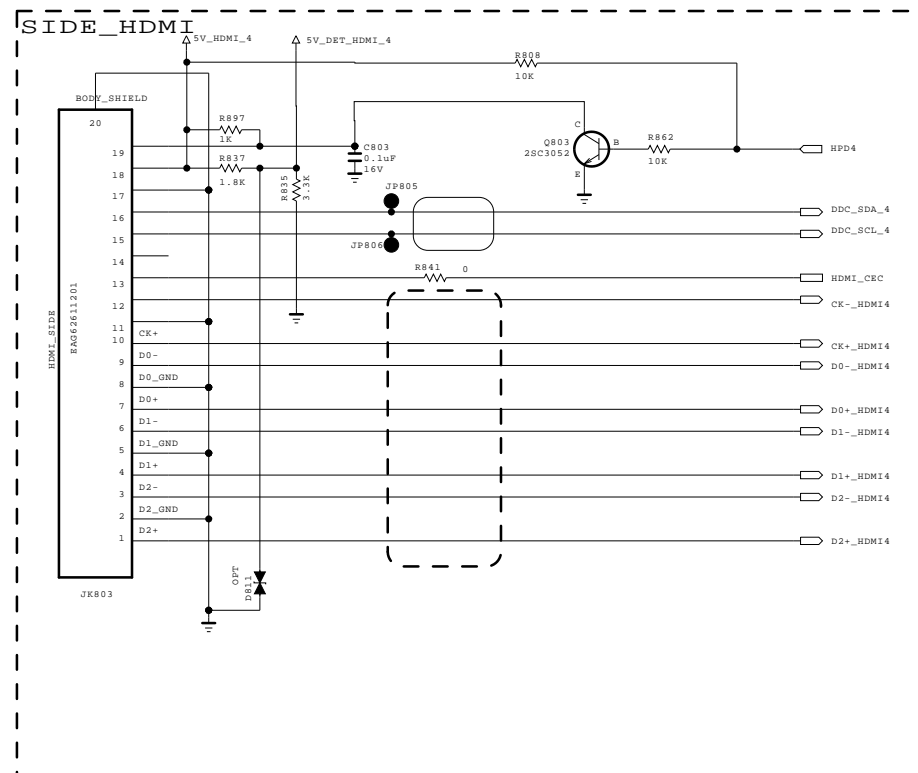 SIDE_HDMI
5V_HDMI_4
5V_DET_HDMI_4
R808
10K
BODY_SHIELD
20
R897
1K
C803
0.1uF
16V
C
Q803
2SC3052
B
E
R862
10K
HPD4
19
R837
1.8K
18
R835
3.3K
17
JP805
16
DDC_SDA_4
15
JP806
DDC_SCL_4
14
R841
0
13
HDMI_CEC
12
CK-_HDMI4
EAG62611201
HDMI_SIDE
11
CK+
10
CK+_HDMI4
D0-
9
D0-_HDMI4
D0_GND
8
D0+
7
D0+_HDMI4
D1-
6
D1-_HDMI4
D1_GND
5
D1+
4
D1+_HDMI4
D2-
3
D2-_HDMI4
D2_GND
2
D2+
1
D2+_HDMI4
OPT
D811
JK803